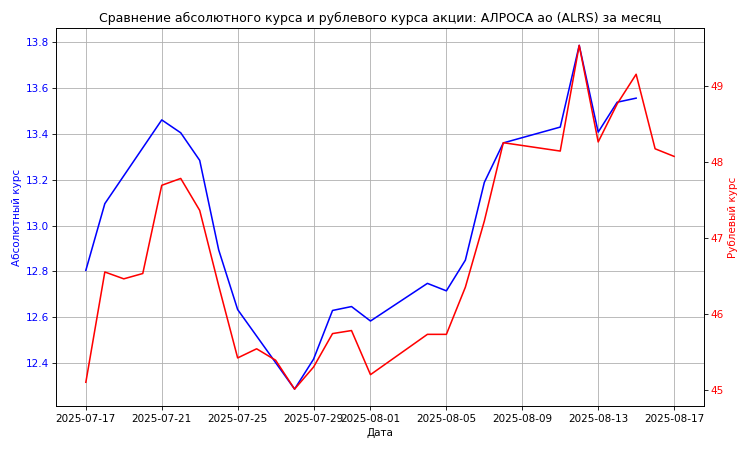 Сравнение абсолютного курса и рублевого курса акции: АЛРОСА ао (ALRS) за месяц
Абсолютный курс
13.8
13.6
13.4
13.2
13.0
12.8
12.6
12.4
49
48
47
46
45
Рублевый курс
2025-07-17 2025-07-21 2025-07-25 2025-07-29 2025-08-01 2025-08-05 2025-08-09 2025-08-13 2025-08-17
Дата